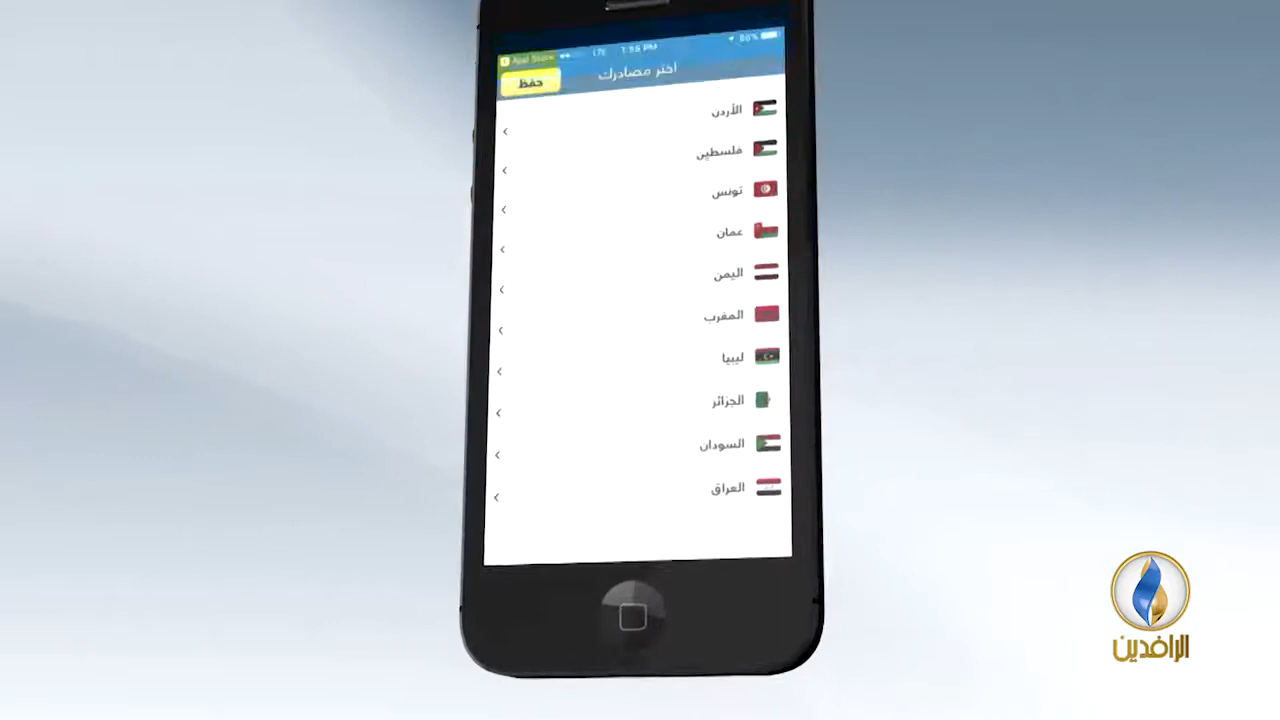 App Store
1:56 PM
86%
اختر مصادرك
حفظ
الأردن
فلسطين
تونس
عمان
اليمن
المغرب
ليبيا
الجزائر
السودان
العراق
الرافدين